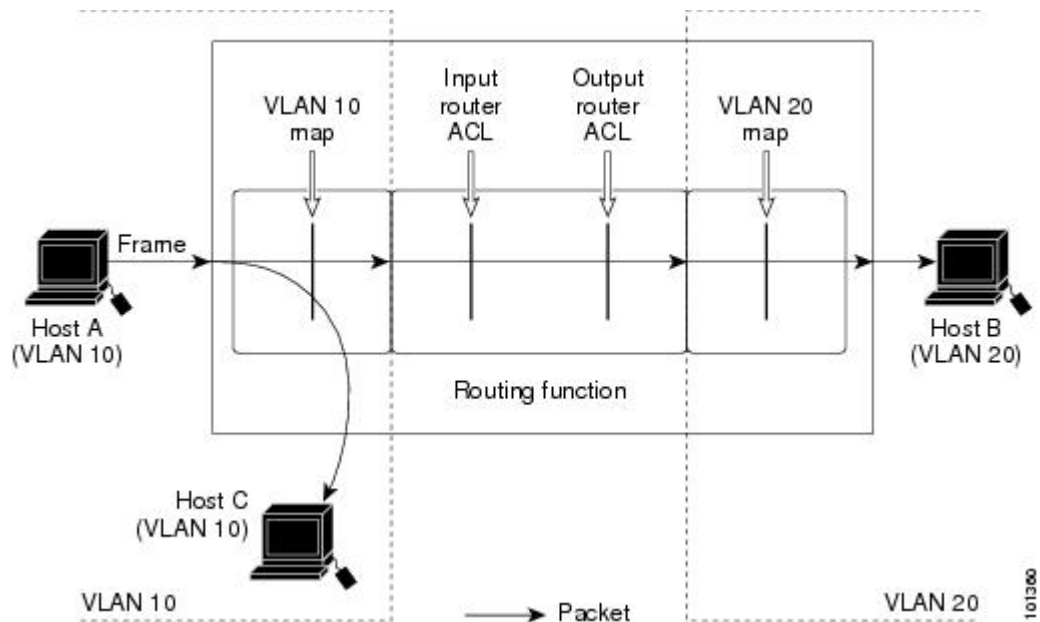 VLAN 10
map
Input
router
ACL
Output
router
ACL
VLAN 20
map
Frame
Host A
(VLAN 10)
Host B
(VLAN 20)
Routing function
Host C
(VLAN 10)
VLAN 10
Packet
VLAN 20
101360